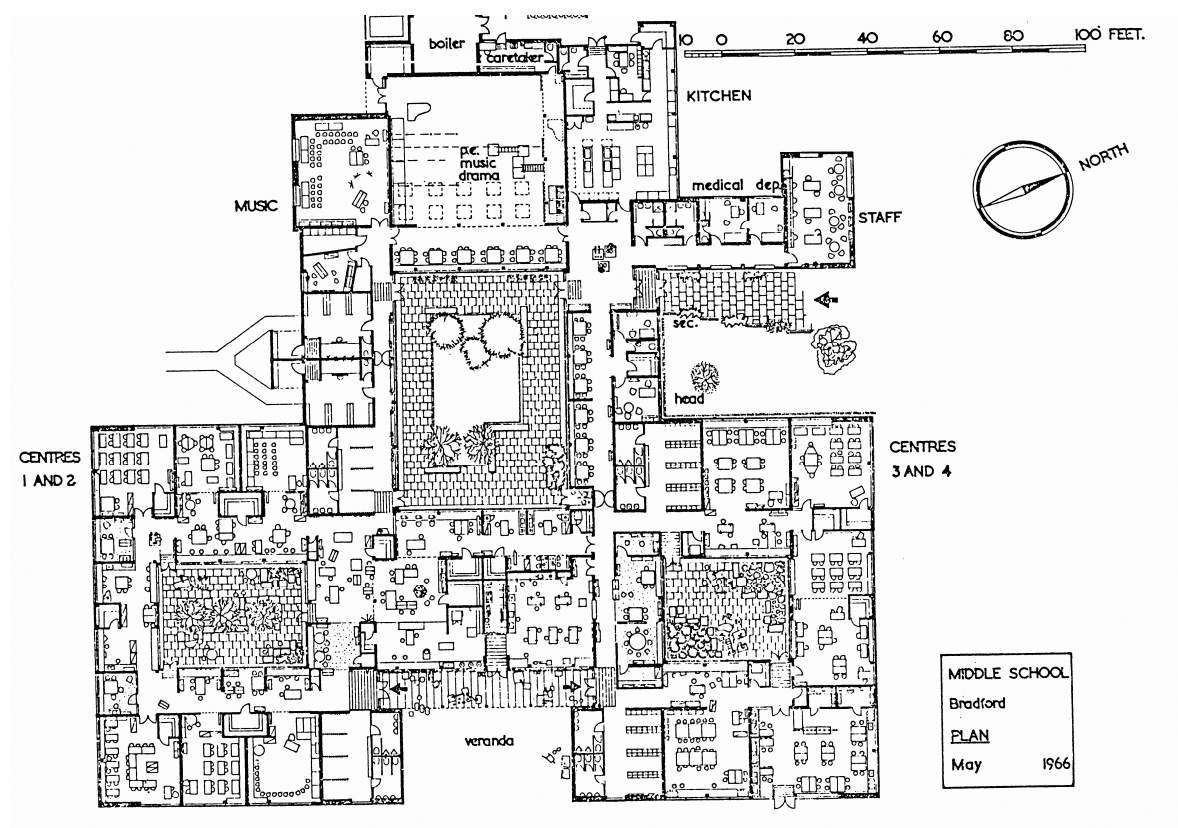 boiler
caretaker
10 0 20 40 60 80 100 FEET.
KITCHEN
p.e.
music
drama
medical dep.
NORTH
MUSIC
STAFF
sec.
head
CENTRES
1 AND 2
CENTRES
3 AND 4
veranda
MIDDLE SCHOOL
Bradford
PLAN
May 1966